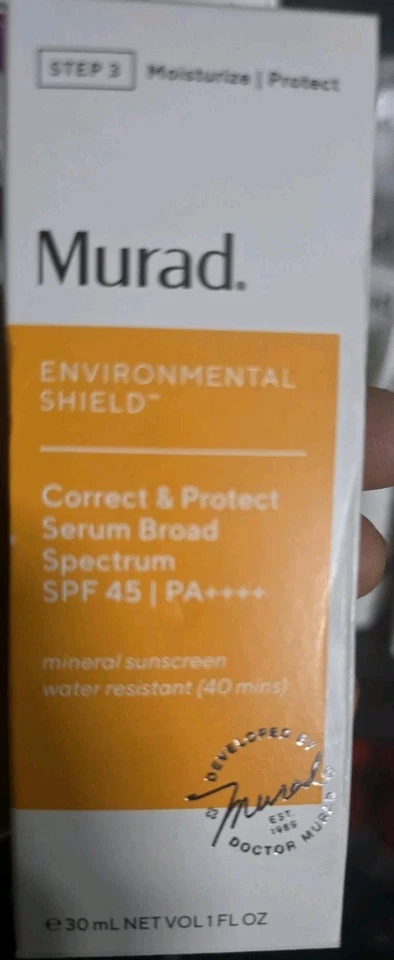 STEP 3 Moisturize | Protect
Murad.
ENVIRONMENTAL
SHIELD™
Correct & Protect
Serum Broad
Spectrum
SPF 45 | PA++++
mineral sunscreen
water resistant (40 mins)
DEVELOPED BY
Murad
EST.
1989
DOCTOR MURAD
℮ 30 mL NET VOL 1 FL OZ